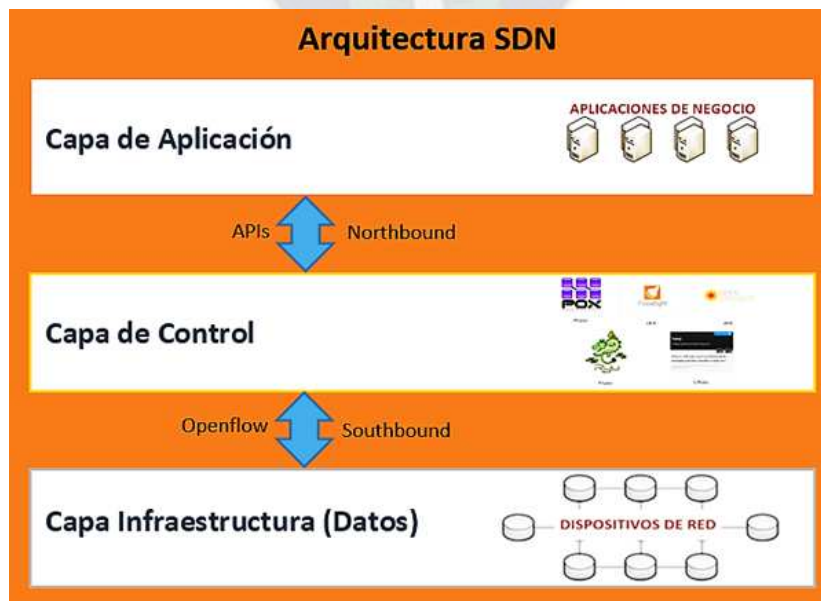 Arquitectura SDN
APLICACIONES DE NEGOCIO
Capa de Aplicación
APIs Northbound
POX
Floodlight
Capa de Control
Openflow Southbound
Capa Infraestructura (Datos)
DISPOSITIVOS DE RED